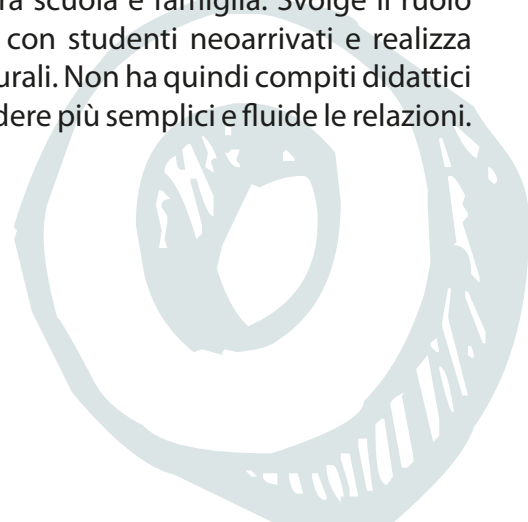 scuola e famiglia. Svolge il ruolo
con studenti neoarrivati e realizza
urali. Non ha quindi compiti didattici
dere più semplici e fluide le relazioni.